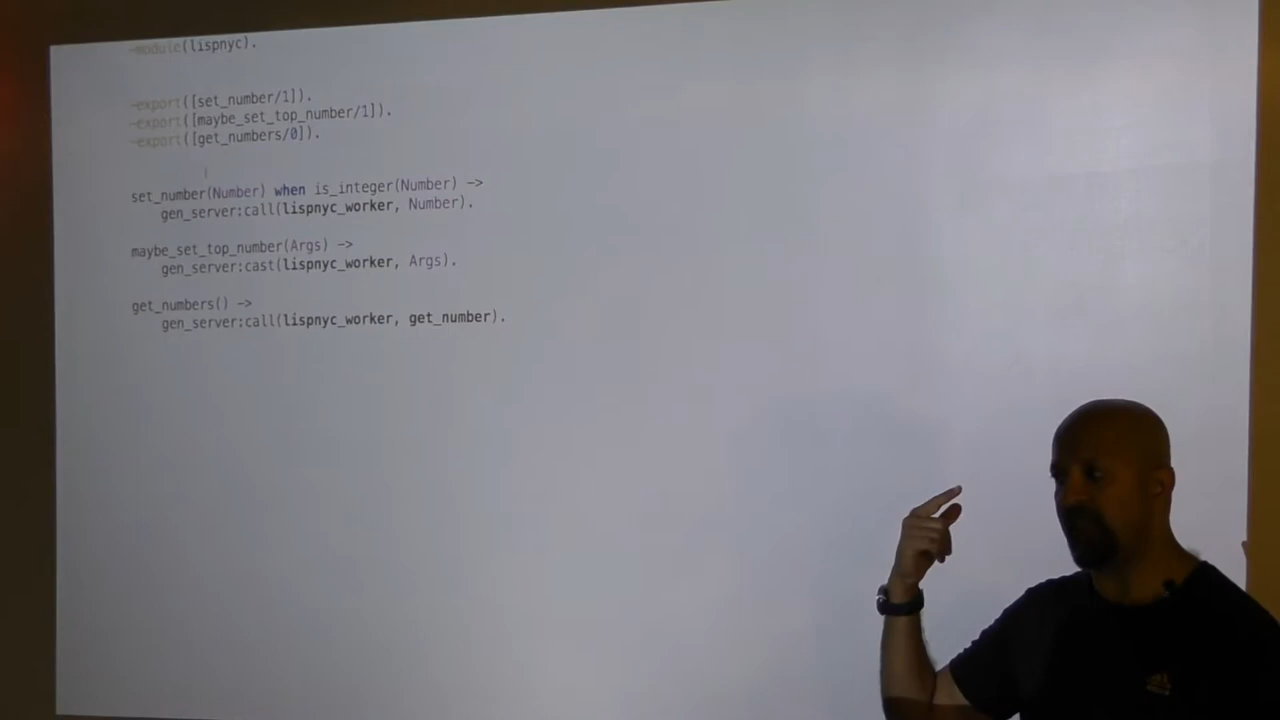 -module(lispnyc).
-export([set_number/1]).
-export([maybe_set_top_number/1]).
-export([get_numbers/0]).
set_number(Number) when is_integer(Number) ->
gen_server:call(lispnyc_worker, Number).
maybe_set_top_number(Args) ->
gen_server:cast(lispnyc_worker, Args).
get_numbers() ->
gen_server:call(lispnyc_worker, get_number).